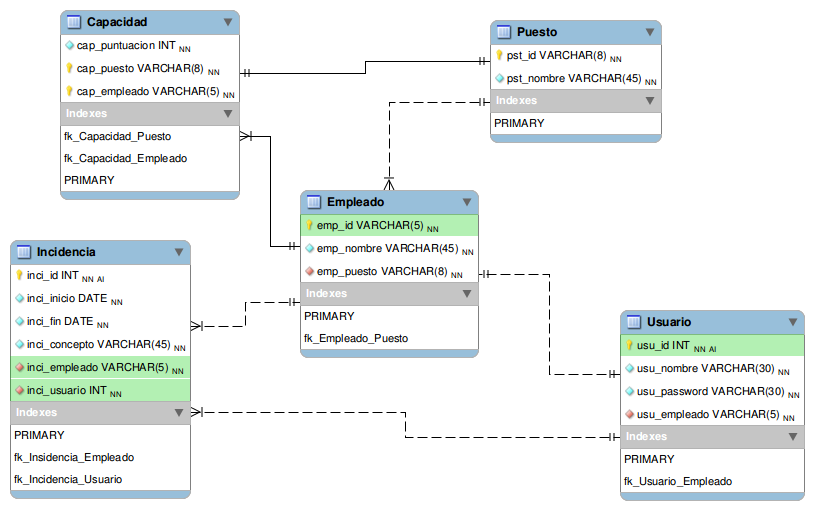 Capacidad
cap_puntuacion INT NN
cap_puesto VARCHAR(8) NN
cap_empleado VARCHAR(5) NN
Indexes
fk_Capacidad_Puesto
fk_Capacidad_Empleado
PRIMARY
Puesto
pst_id VARCHAR(8) NN
pst_nombre VARCHAR(45) NN
Indexes
PRIMARY
Empleado
emp_id VARCHAR(5) NN
emp_nombre VARCHAR(45) NN
emp_puesto VARCHAR(8) NN
Indexes
PRIMARY
fk_Empleado_Puesto
Incidencia
inci_id INT NN AI
inci_inicio DATE NN
inci_fin DATE NN
inci_concepto VARCHAR(45) NN
inci_empleado VARCHAR(5) NN
inci_usuario INT NN
Indexes
PRIMARY
fk_Insidencia_Empleado
fk_Incidencia_Usuario
Usuario
usu_id INT NN AI
usu_nombre VARCHAR(30) NN
usu_password VARCHAR(30) NN
usu_empleado VARCHAR(5) NN
Indexes
PRIMARY
fk_Usuario_Empleado